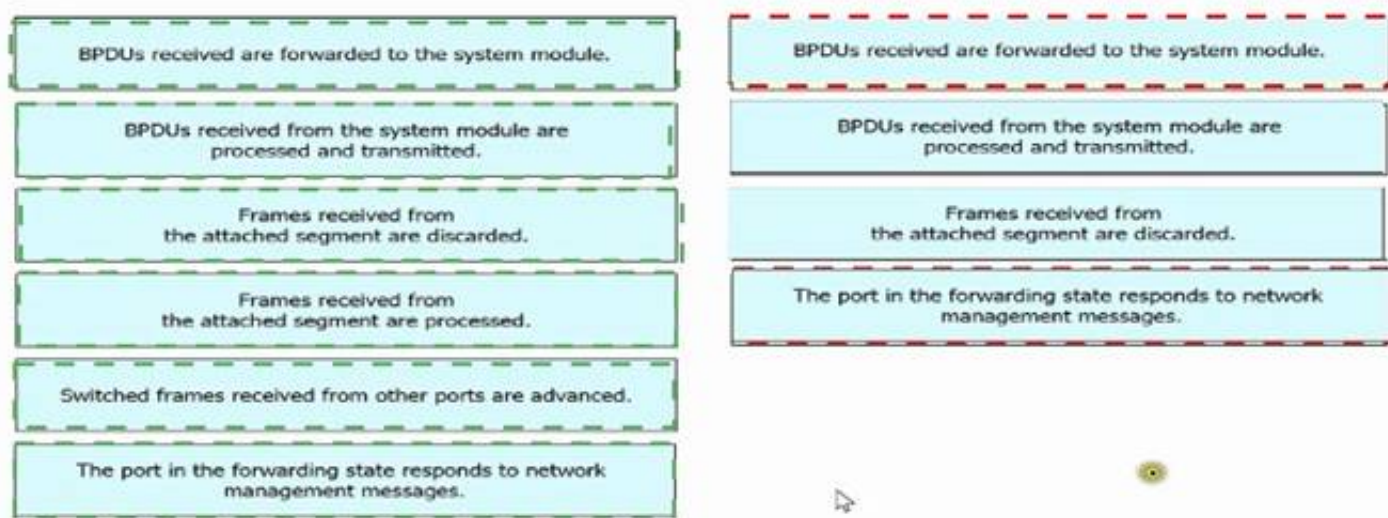 BPDUs received are forwarded to the system module.
BPDUs received from the system module are
processed and transmitted.
Frames received from
the attached segment are discarded.
Frames received from
the attached segment are processed.
Switched frames received from other ports are advanced.
The port in the forwarding state responds to network
management messages.
BPDUs received are forwarded to the system module.
BPDUs received from the system module are
processed and transmitted.
Frames received from
the attached segment are discarded.
The port in the forwarding state responds to network
management messages.